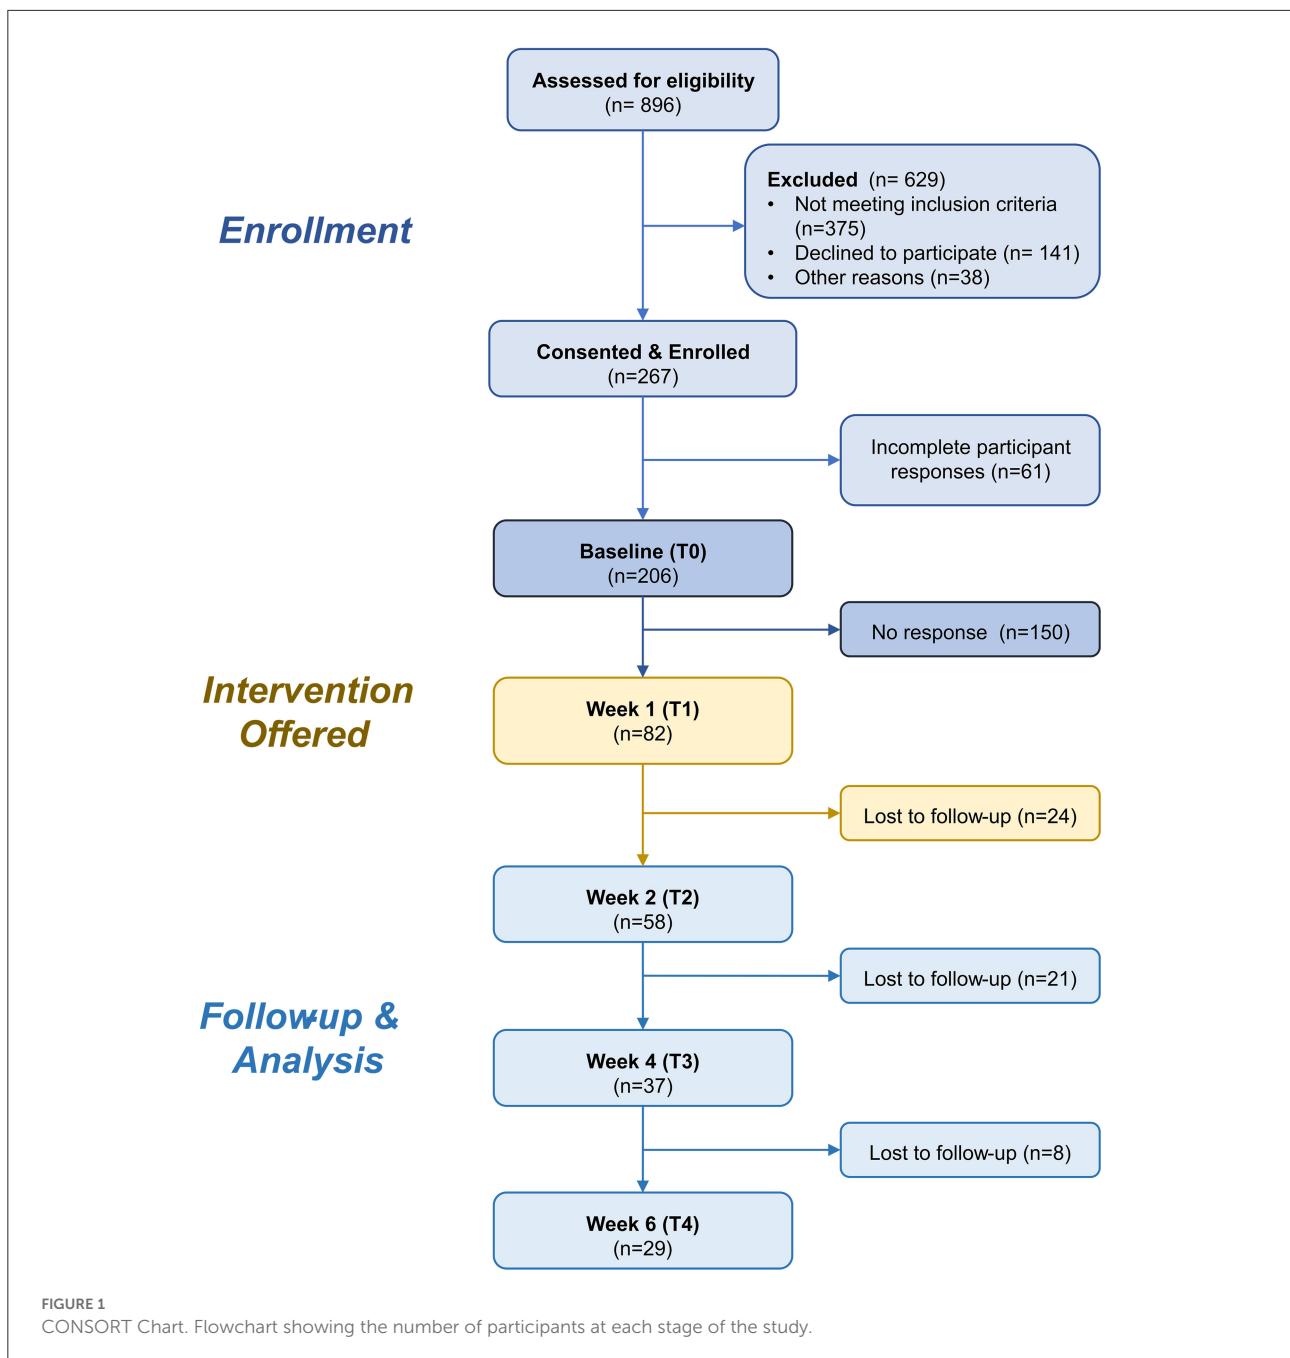 Assessed for eligibility
(n= 896)
Excluded (n= 629)
• Not meeting inclusion criteria
(n=375)
• Declined to participate (n= 141)
• Other reasons (n=38)
Enrollment
Consented & Enrolled
(n=267)
Incomplete participant
responses (n=61)
Baseline (T0)
(n=206)
No response (n=150)
Intervention
Offered
Week 1 (T1)
(n=82)
Lost to follow-up (n=24)
Week 2 (T2)
(n=58)
Lost to follow-up (n=21)
Follow-up &
Analysis
Week 4 (T3)
(n=37)
Lost to follow-up (n=8)
Week 6 (T4)
(n=29)
FIGURE 1
CONSORT Chart. Flowchart showing the number of participants at each stage of the study.